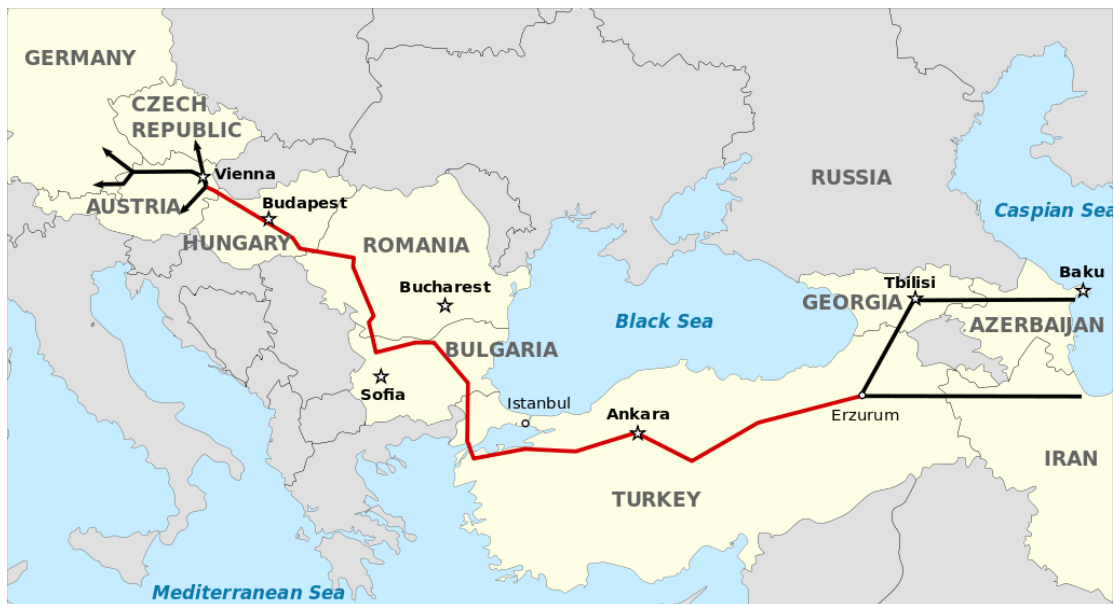 GERMANY
CZECH
REPUBLIC
Vienna
AUSTRIA
Budapest
HUNGARY
ROMANIA
Bucharest
BULGARIA
Sofia
Istanbul
Ankara
TURKEY
Erzurum
Black Sea
RUSSIA
Caspian Sea
Tbilisi
GEORGIA
Baku
AZERBAIJAN
IRAN
Mediterranean Sea